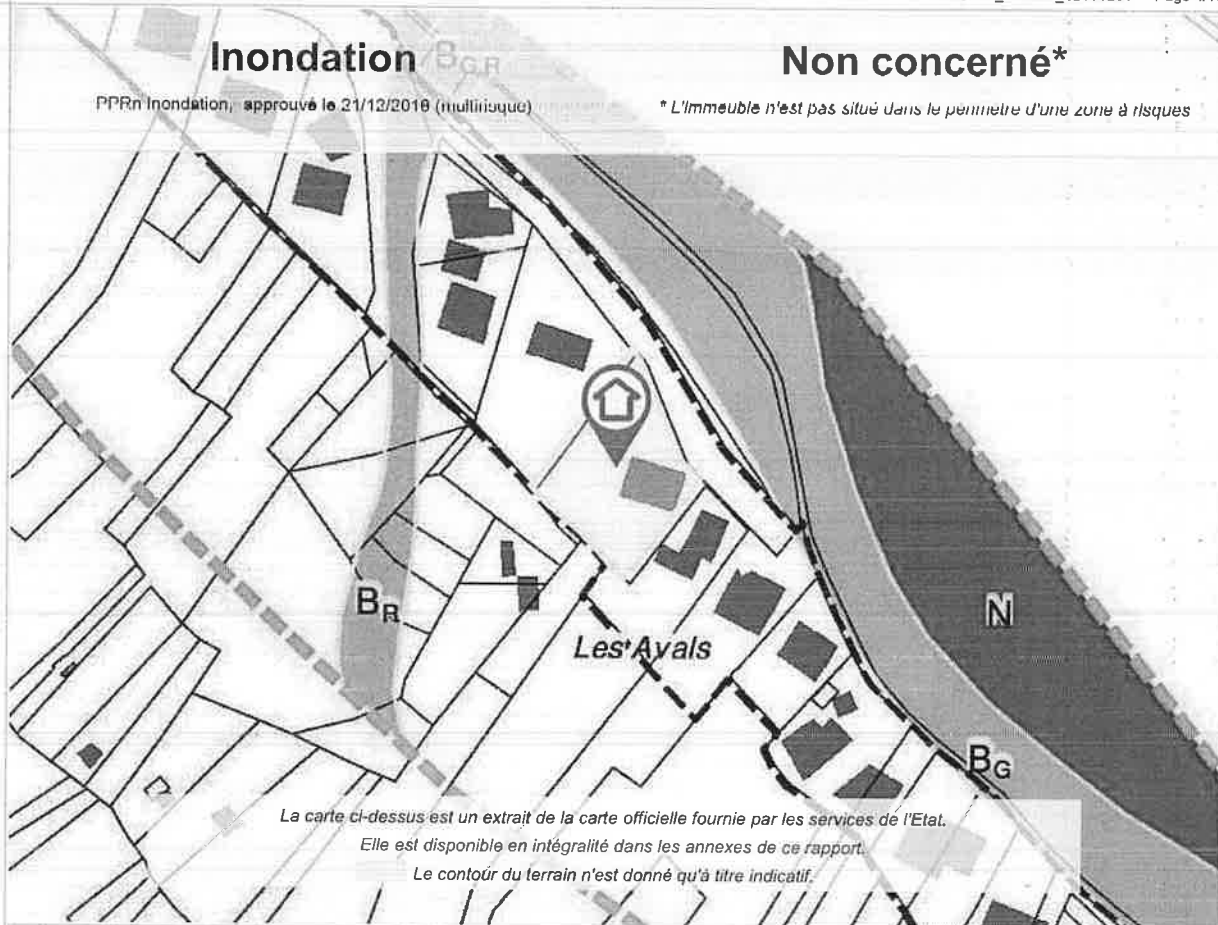 Inondation
PPRn Inondation, approuvé le 21/12/2016 (multirisque)
Non concerné*
* L'immeuble n'est pas situé dans le périmètre d'une zone à risques
BG,R
BR
Les Avals
N
BG
La carte ci-dessus est un extrait de la carte officielle fournie par les services de l'Etat.
Elle est disponible en intégralité dans les annexes de ce rapport.
Le contour du terrain n'est donné qu'à titre indicatif.